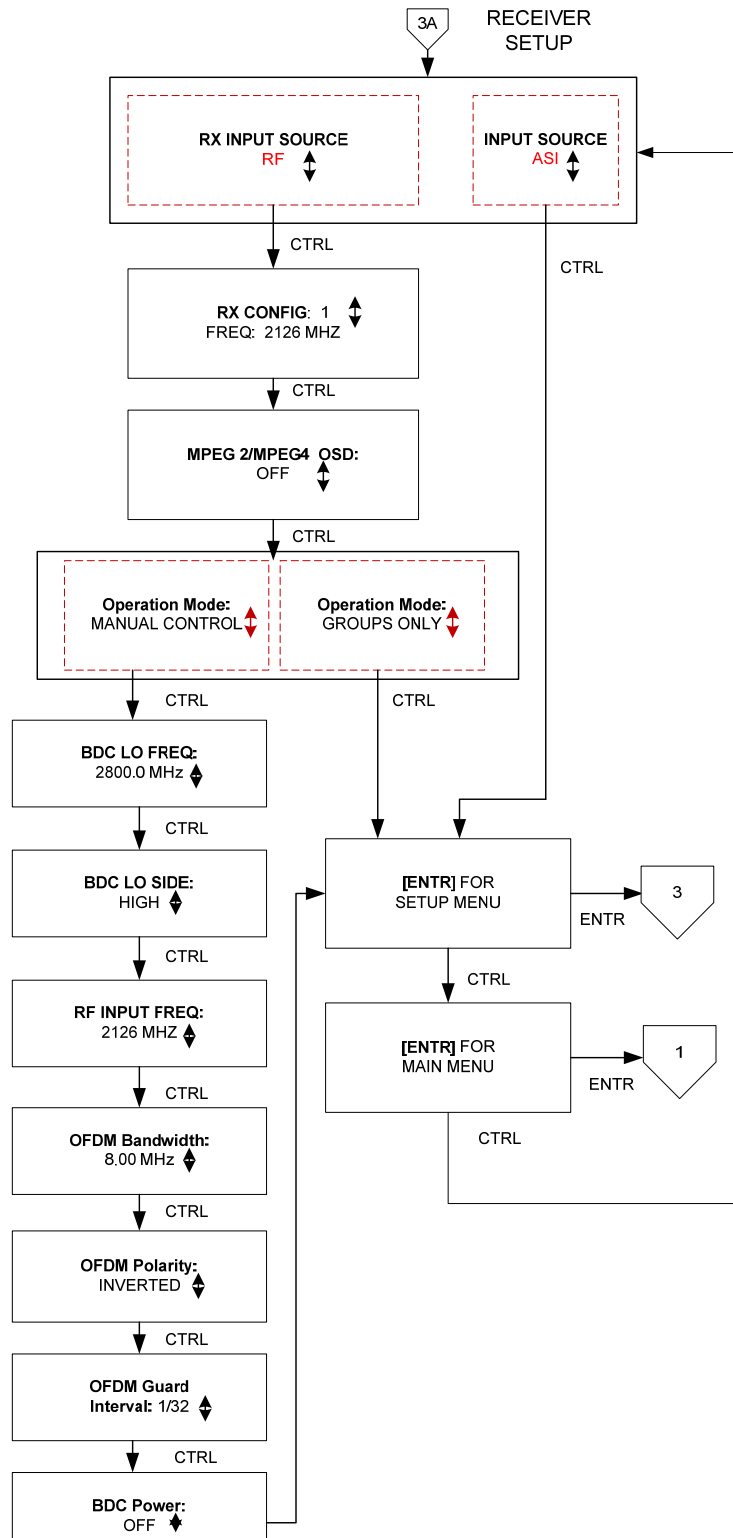 3A
RECEIVER
SETUP
RX INPUT SOURCE
RF
INPUT SOURCE
ASI
CTRL
CTRL
RX CONFIG: 1
FREQ: 2126 MHZ
CTRL
MPEG 2/MPEG4 OSD:
OFF
CTRL
Operation Mode:
MANUAL CONTROL
Operation Mode:
GROUPS ONLY
CTRL
CTRL
BDC LO FREQ:
2800.0 MHz
CTRL
BDC LO SIDE:
HIGH
CTRL
RF INPUT FREQ:
2126 MHZ
CTRL
OFDM Bandwidth:
8.00 MHz
CTRL
OFDM Polarity:
INVERTED
CTRL
OFDM Guard
Interval: 1/32
CTRL
BDC Power:
OFF
[ENTR] FOR
SETUP MENU
ENTR
3
CTRL
[ENTR] FOR
MAIN MENU
ENTR
1
CTRL